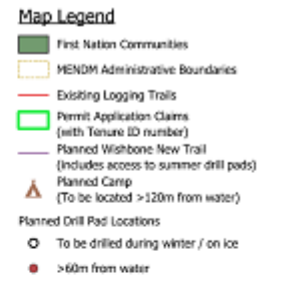 Map Legend
First Nation Communities
MENDM Administrative Boundaries
Exisiting Logging Trails
Permit Application Claims
(with Tenure ID number)
Planned Wishbone New Trail
(includes access to summer drill pads)
Planned Camp
(To be located >120m from water)
Planned Drill Pad Locations
To be drilled during winter / on ice
>60m from water